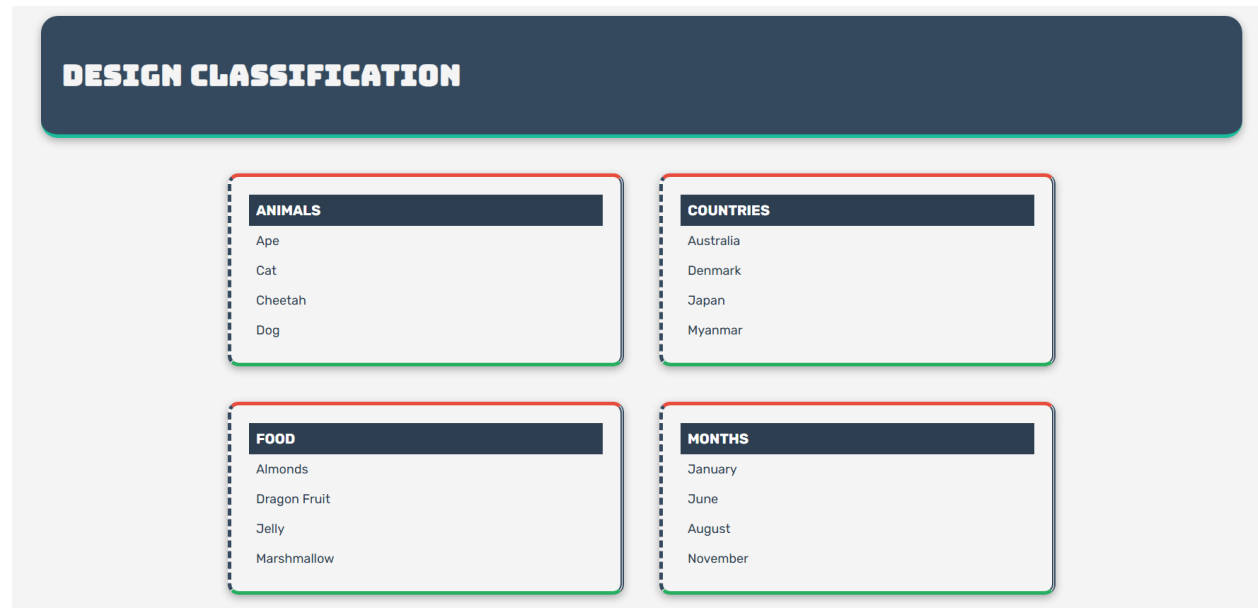 DESIGN CLASSIFICATION
ANIMALS
Ape
Cat
Cheetah
Dog
COUNTRIES
Australia
Denmark
Japan
Myanmar
FOOD
Almonds
Dragon Fruit
Jelly
Marshmallow
MONTHS
January
June
August
November